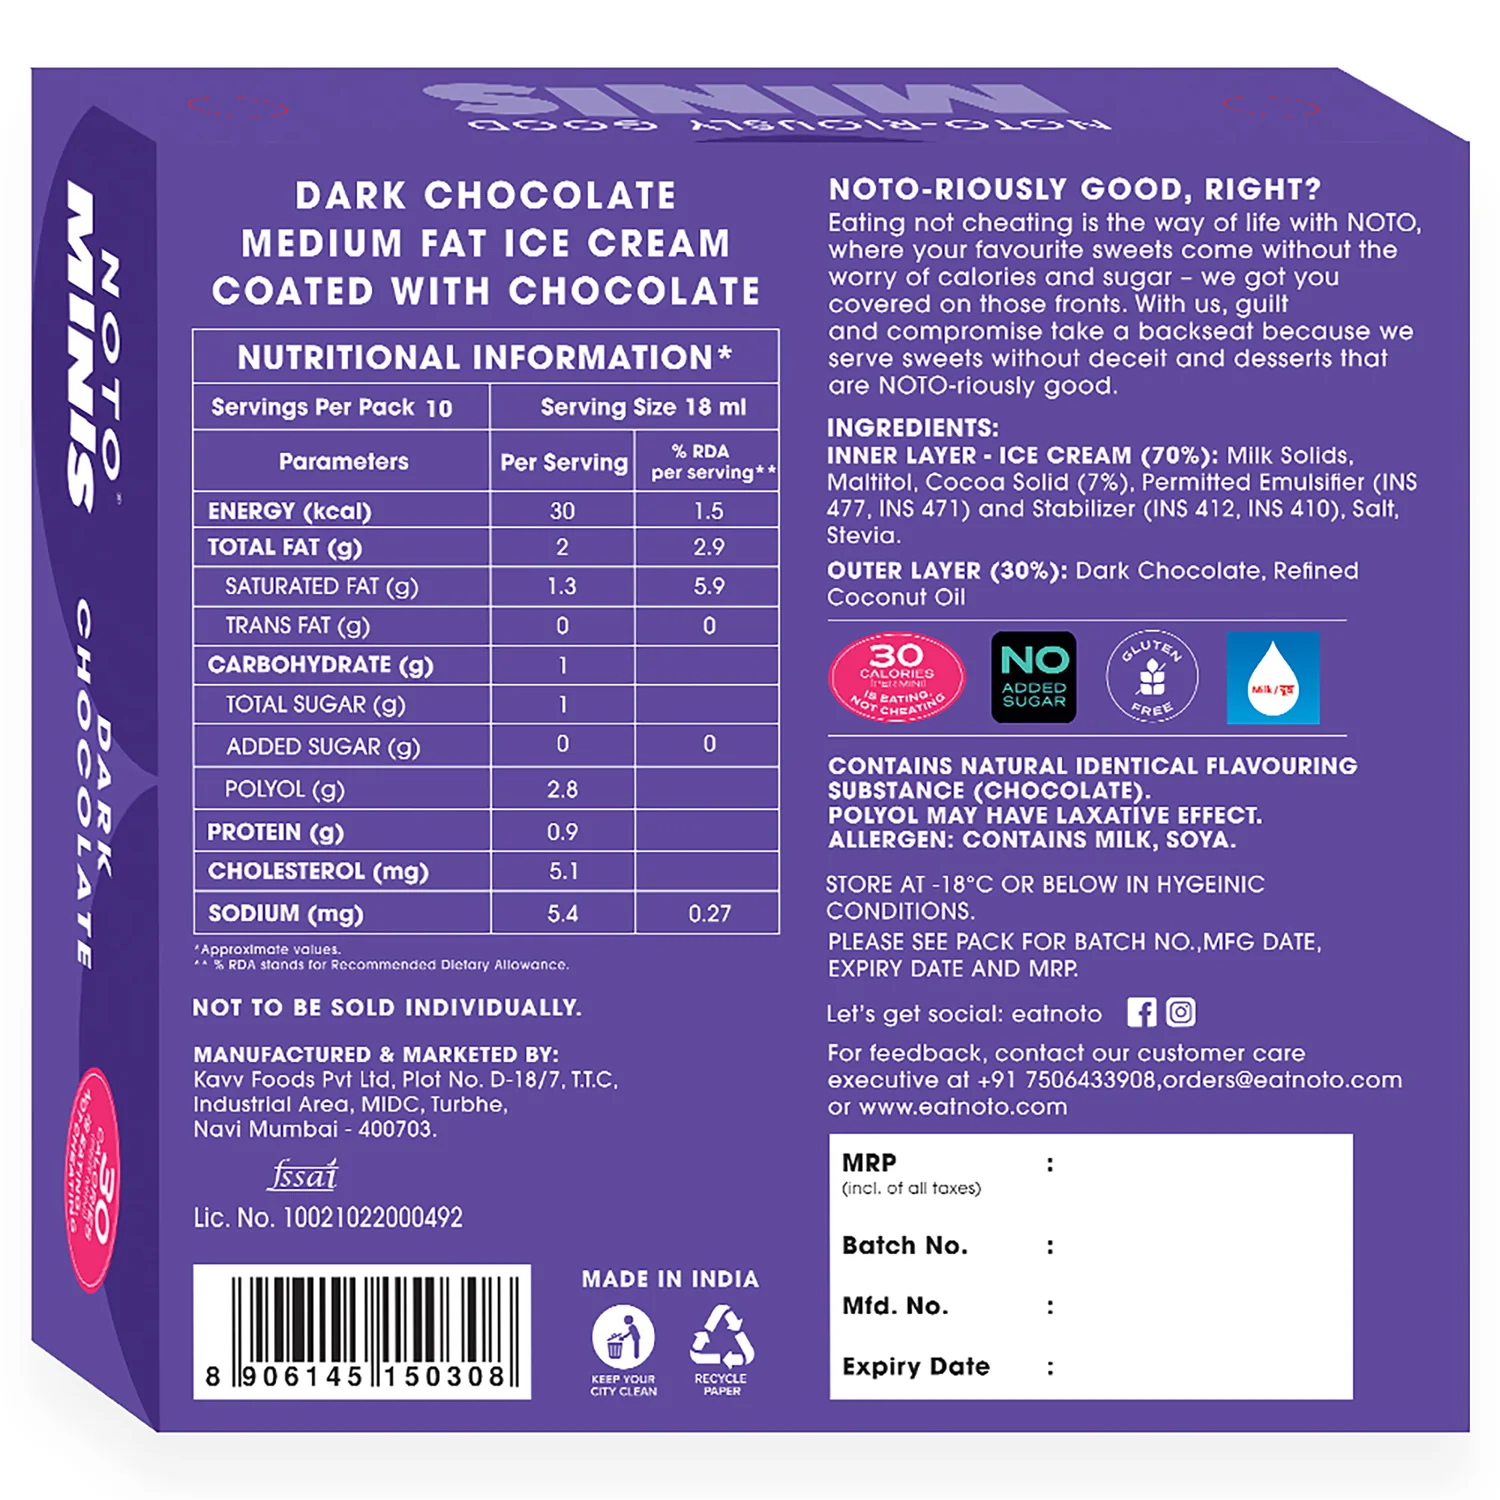 MINIS
NOTO-RIOUSLY GOOD
NOTO
MINIS
DARK
CHOCOLATE
30
CALORIES
IS EATING,
NOT CHEATING
DARK CHOCOLATE
MEDIUM FAT ICE CREAM
COATED WITH CHOCOLATE
NUTRITIONAL INFORMATION*
Servings Per Pack 10 Serving Size 18 ml
Parameters Per Serving % RDA per serving**
ENERGY (kcal) 30 1.5
TOTAL FAT (g) 2 2.9
SATURATED FAT (g) 1.3 5.9
TRANS FAT (g) 0 0
CARBOHYDRATE (g) 1
TOTAL SUGAR (g) 1
ADDED SUGAR (g) 0 0
POLYOL (g) 2.8
PROTEIN (g) 0.9
CHOLESTEROL (mg) 5.1
SODIUM (mg) 5.4 0.27
*Approximate values.
** % RDA stands for Recommended Dietary Allowance.
NOT TO BE SOLD INDIVIDUALLY.
MANUFACTURED & MARKETED BY:
Kavv Foods Pvt Ltd, Plot No. D-18/7, T.T.C,
Industrial Area, MIDC, Turbhe,
Navi Mumbai - 400703.
fssai
Lic. No. 10021022000492
8 906145 150308
MADE IN INDIA
KEEP YOUR
CITY CLEAN
RECYCLE
PAPER
NOTO-RIOUSLY GOOD, RIGHT?
Eating not cheating is the way of life with NOTO,
where your favourite sweets come without the
worry of calories and sugar – we got you
covered on those fronts. With us, guilt
and compromise take a backseat because we
serve sweets without deceit and desserts that
are NOTO-riously good.
INGREDIENTS:
INNER LAYER - ICE CREAM (70%): Milk Solids,
Maltitol, Cocoa Solid (7%), Permitted Emulsifier (INS
477, INS 471) and Stabilizer (INS 412, INS 410), Salt,
Stevia.
OUTER LAYER (30%): Dark Chocolate, Refined
Coconut Oil
30
CALORIES
(PER MINI)
IS EATING,
NOT CHEATING
NO
ADDED
SUGAR
GLUTEN
FREE
Milk / दूध
CONTAINS NATURAL IDENTICAL FLAVOURING
SUBSTANCE (CHOCOLATE).
POLYOL MAY HAVE LAXATIVE EFFECT.
ALLERGEN: CONTAINS MILK, SOYA.
STORE AT -18°C OR BELOW IN HYGEINIC
CONDITIONS.
PLEASE SEE PACK FOR BATCH NO.,MFG DATE,
EXPIRY DATE AND MRP.
Let's get social: eatnoto
For feedback, contact our customer care
executive at +91 7506433908,orders@eatnoto.com
or www.eatnoto.com
MRP :
(incl. of all taxes)
Batch No. :
Mfd. No. :
Expiry Date :